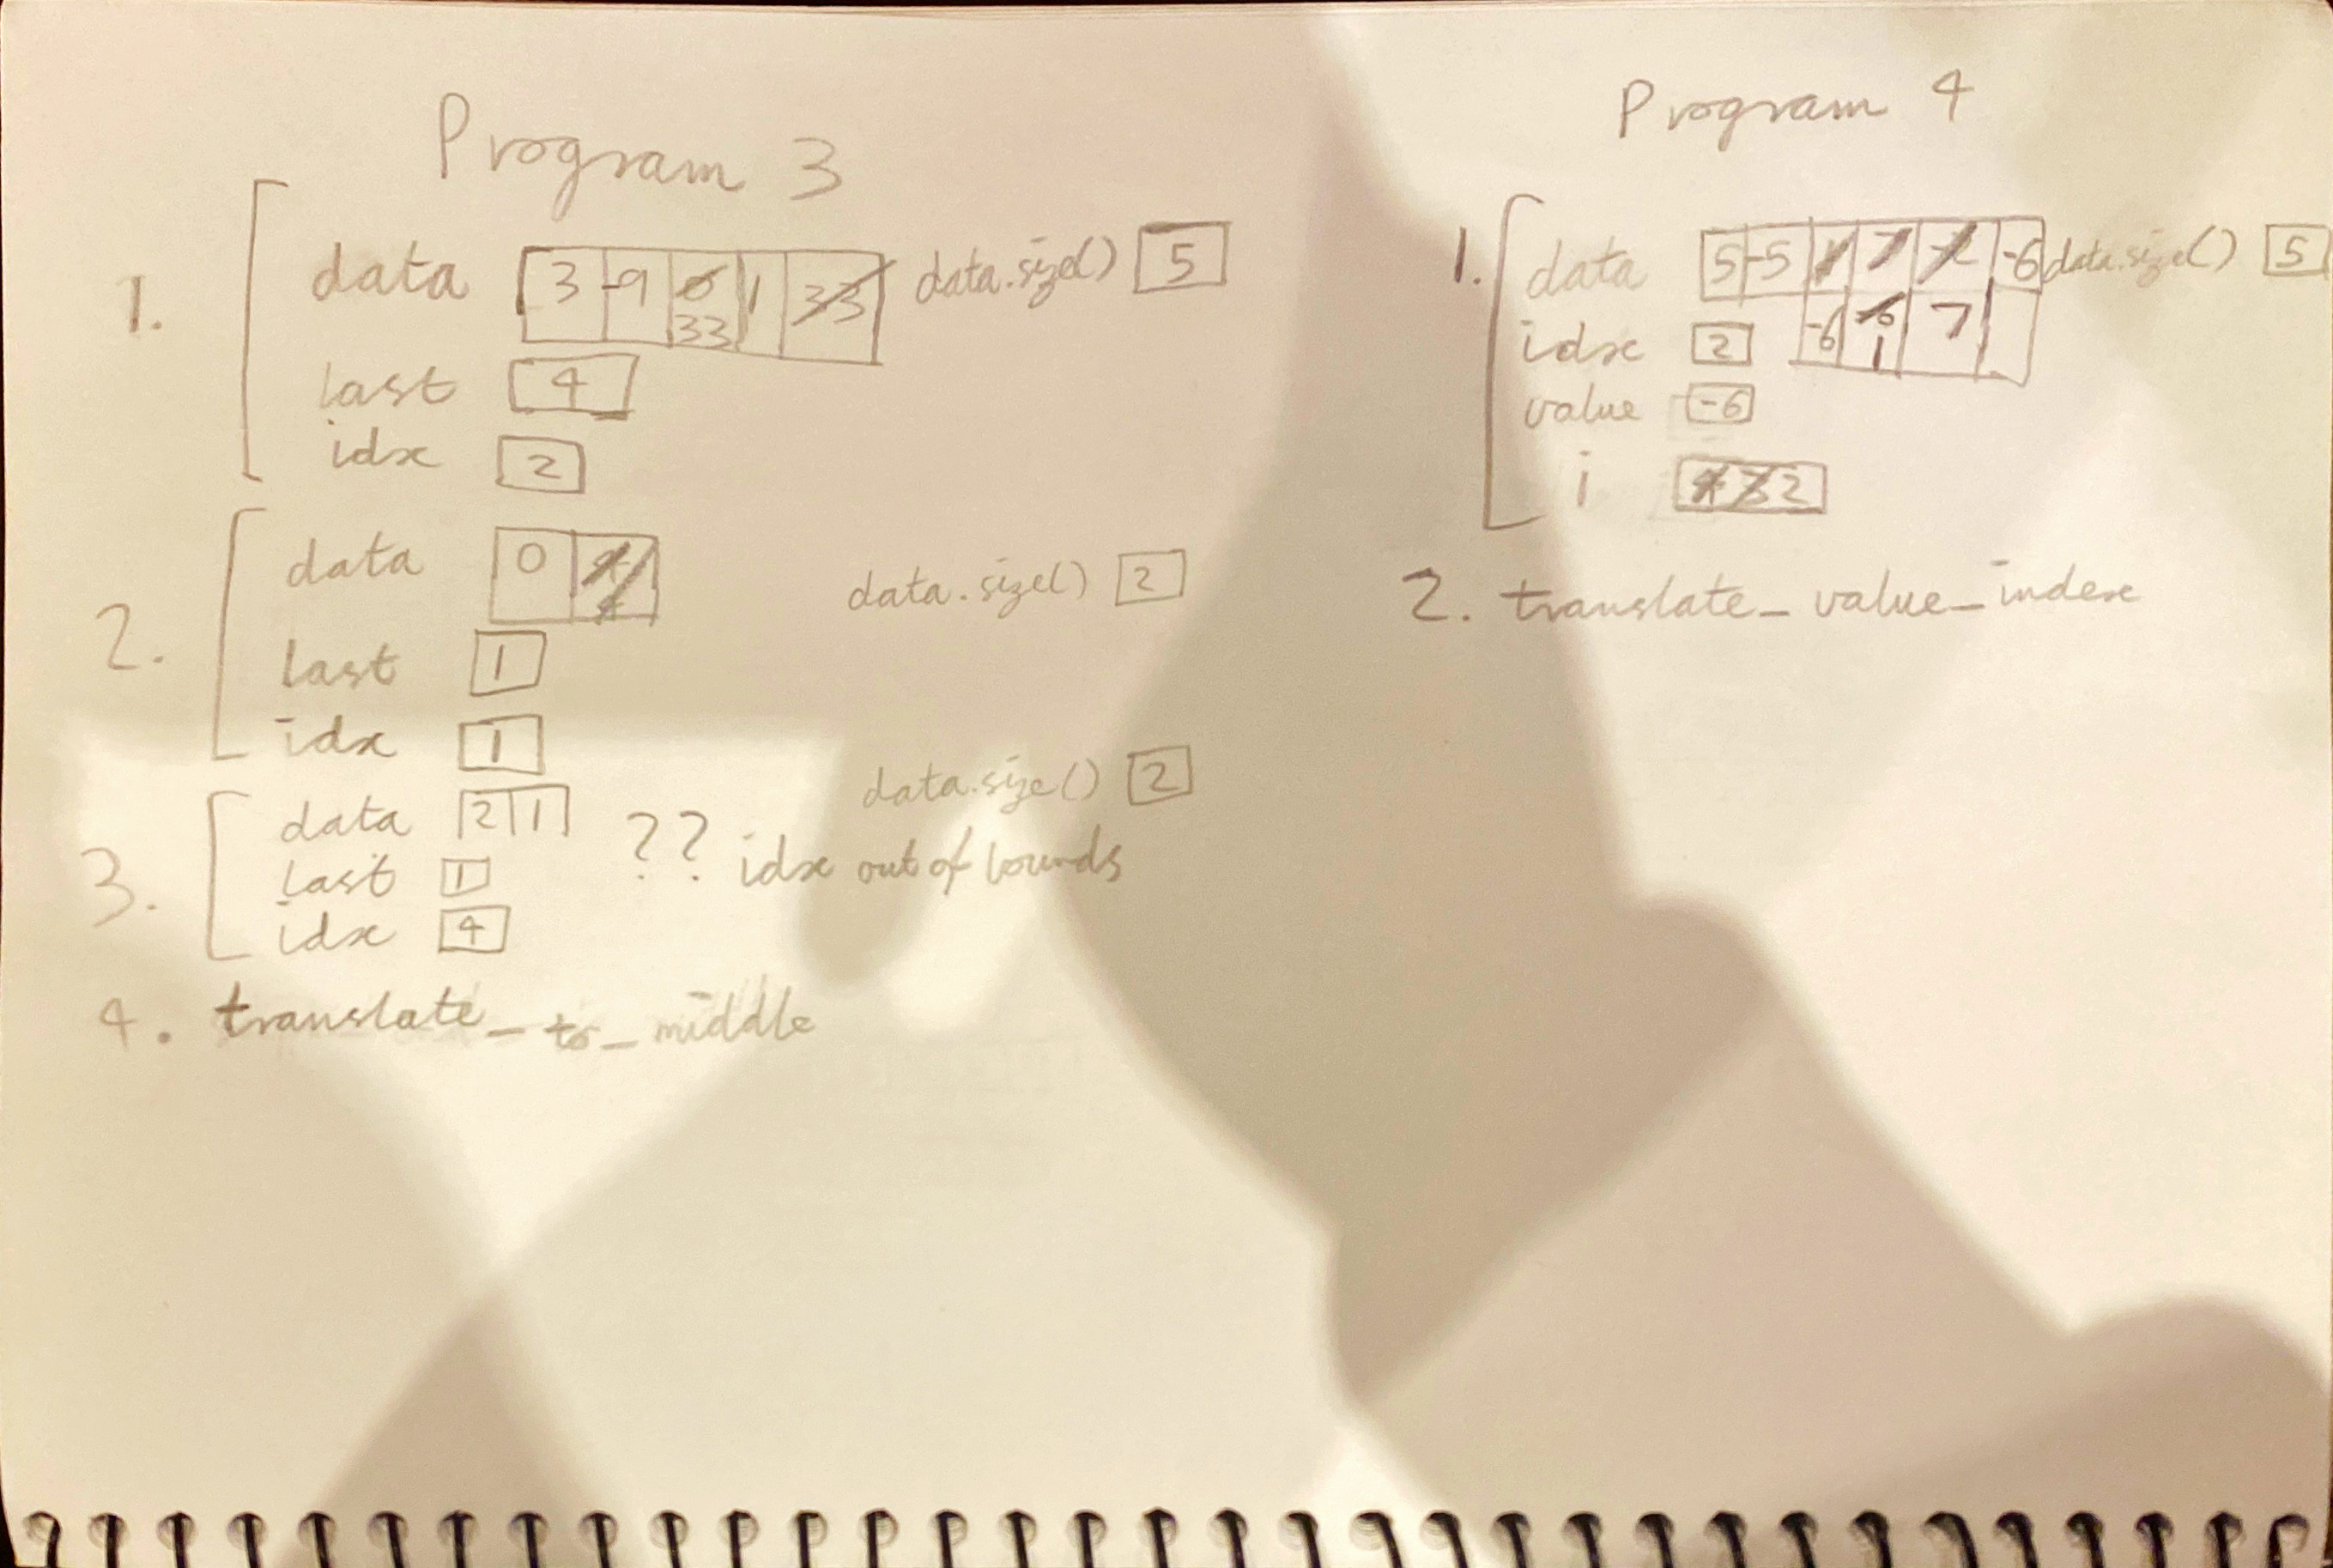 Program 3
1.
data 3 -9 6 1 33 data.size() 5
33
last 4
idx 2
2.
data 0 data.size() 2
last 1
idx 1
3.
data.size() 2
data 2 1 ??
last 1 idx out of bounds
idx 4
4. translate_to_middle
Program 4
1.
data 5 -5 1 7 -2 -6 data.size() 5
-6 -6 7
1
idx 2
value -6
i 4 3 2
2. translate_value_index